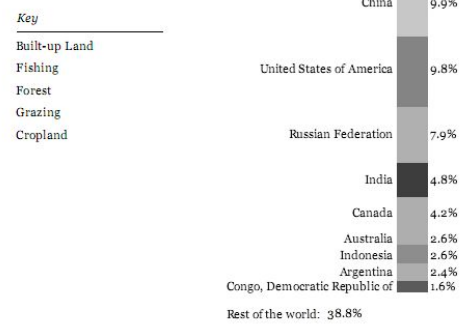 Key
Built-up Land
Fishing
Forest
Grazing
Cropland
China 9.9%
United States of America 9.8%
Russian Federation 7.9%
India 4.8%
Canada 4.2%
Australia 2.6%
Indonesia 2.6%
Argentina 2.4%
Congo, Democratic Republic of 1.6%
Rest of the world: 38.8%